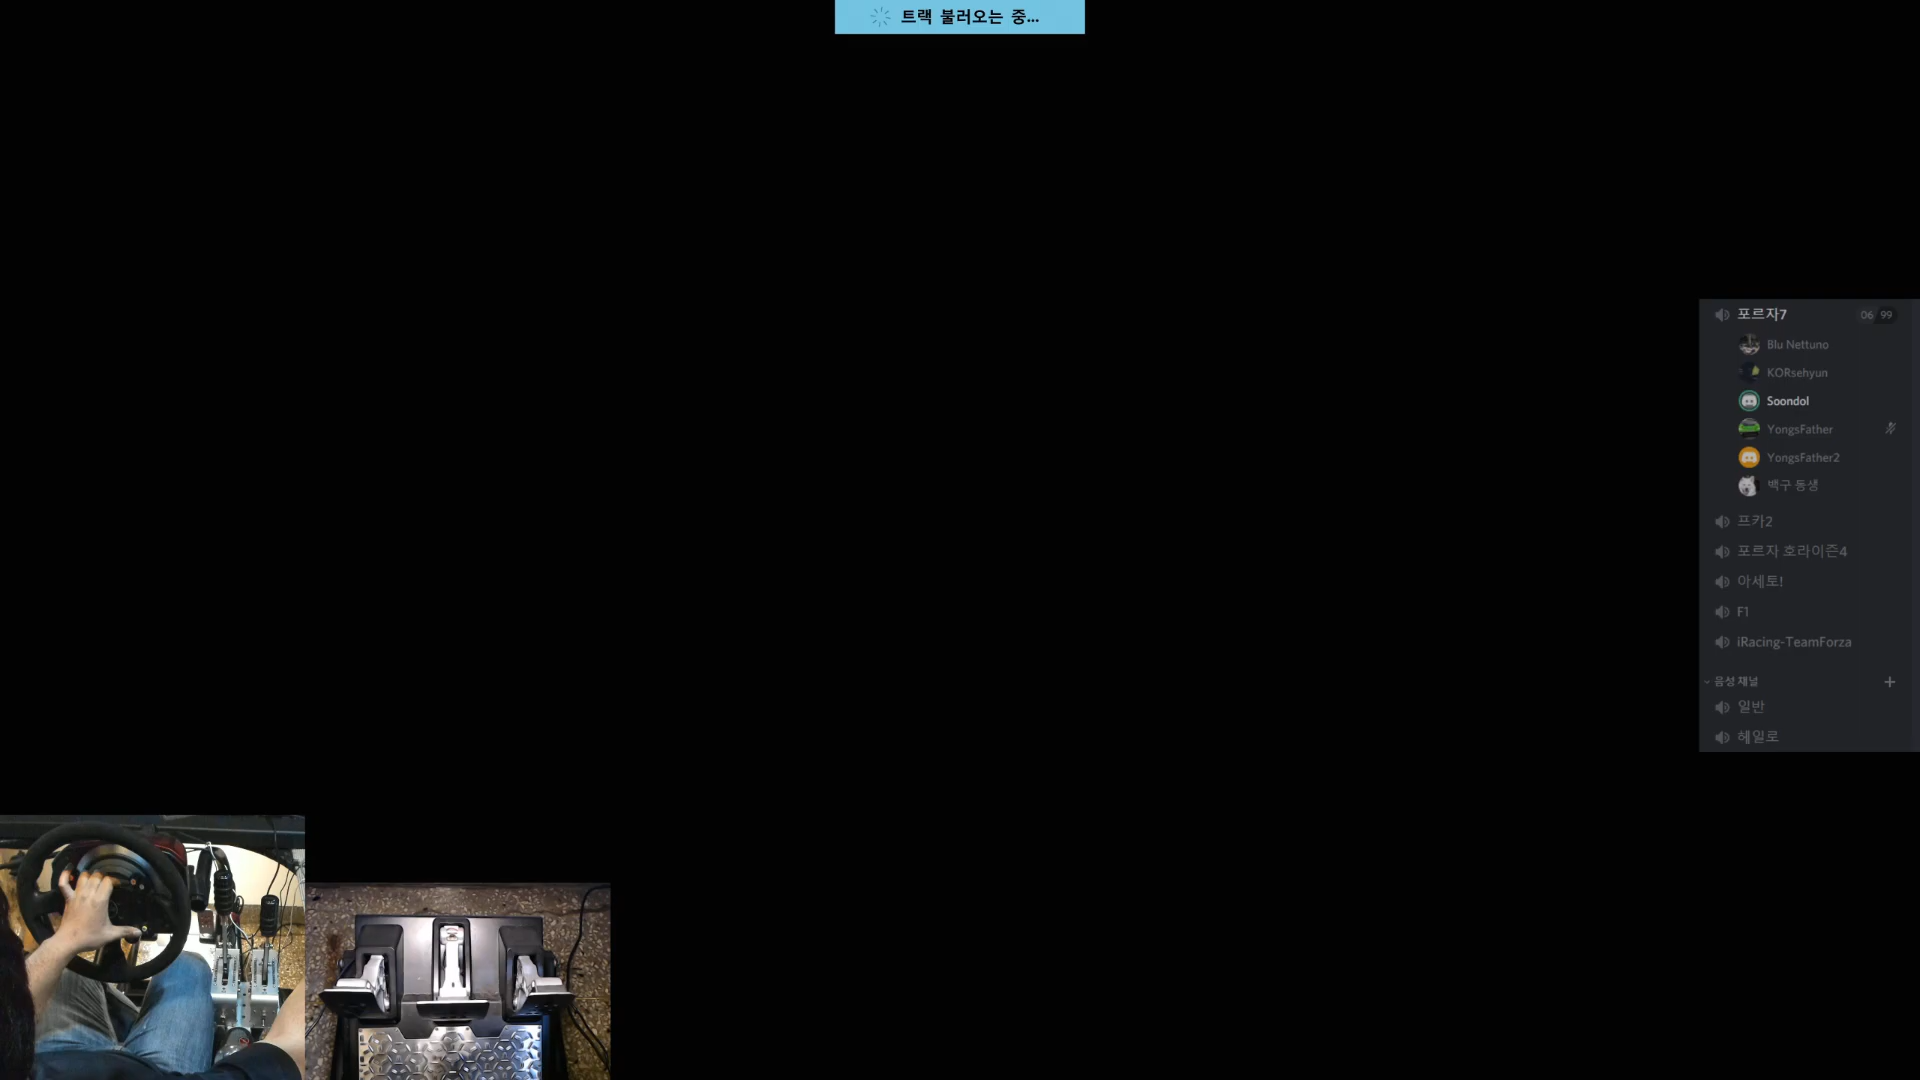 트랙 불러오는 중...
포르자7 06 99
Blu Nettuno
KORsehyun
Soondol
YongsFather
YongsFather2
백구 동생
프카2
포르자 호라이즌4
아세토!
F1
iRacing-TeamForza
음성 채널
일반
헤일로